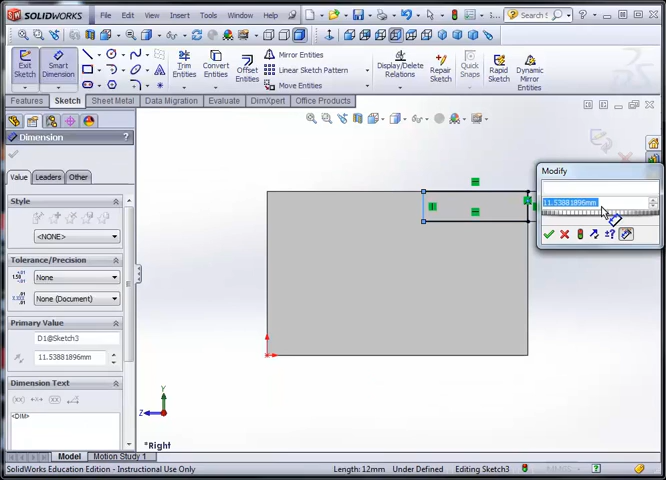 SOLIDWORKS File Edit View Insert Tools Window Search S
Exit Sketch
Smart Dimension
Trim Entities
Convert Entities
Offset Entities
Mirror Entities
Linear Sketch Pattern
Move Entities
Display/Delete Relations
Repair Sketch
Quick Snaps
Rapid Sketch
Dynamic Mirror
Features Sketch Sheet Metal Data Migration Evaluate DimXpert Office Products
Dimension ?
Value Leaders Other
Style
<NONE>
Tolerance/Precision
None
None (Document)
Primary Value
D1@Sketch3
11.53881896mm
Dimension Text
<DIM>
Modify
11.53881896mm
Y
Z
*Right
Model Motion Study 1
SolidWorks Education Edition - Instructional Use Only Length: 12mm Under Defined Editing Sketch3 MMNIL ?